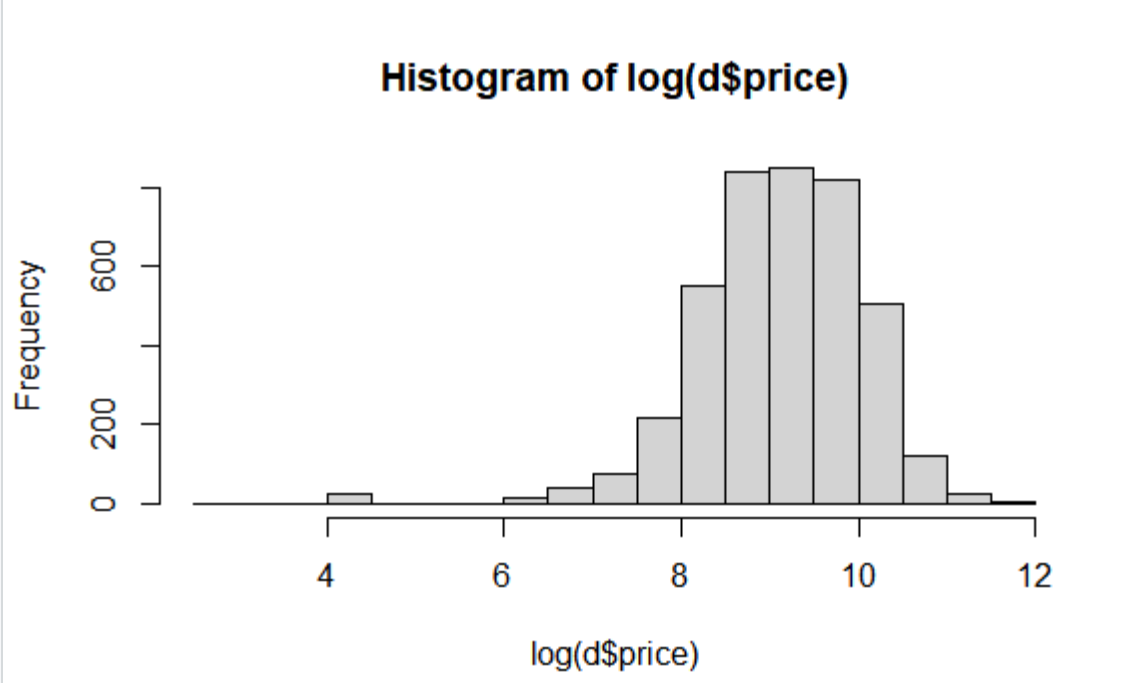 Histogram of log(d$price)
Frequency
600
200
0
4 6 8 10 12
log(d$price)